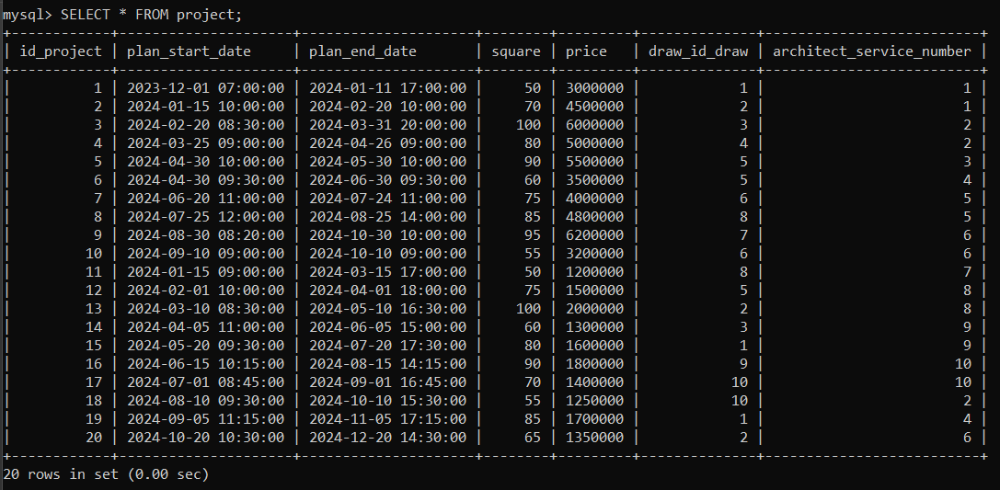 mysql> SELECT * FROM project;
+------------+---------------------+---------------------+--------+---------+--------------+--------------------------+
| id_project | plan_start_date     | plan_end_date       | square | price   | draw_id_draw | architect_service_number |
+------------+---------------------+---------------------+--------+---------+--------------+--------------------------+
|          1 | 2023-12-01 07:00:00 | 2024-01-11 17:00:00 |     50 | 3000000 |            1 |                        1 |
|          2 | 2024-01-15 10:00:00 | 2024-02-20 10:00:00 |     70 | 4500000 |            2 |                        1 |
|          3 | 2024-02-20 08:30:00 | 2024-03-31 20:00:00 |    100 | 6000000 |            3 |                        2 |
|          4 | 2024-03-25 09:00:00 | 2024-04-26 09:00:00 |     80 | 5000000 |            4 |                        2 |
|          5 | 2024-04-30 10:00:00 | 2024-05-30 10:00:00 |     90 | 5500000 |            5 |                        3 |
|          6 | 2024-04-30 09:30:00 | 2024-06-30 09:30:00 |     60 | 3500000 |            5 |                        4 |
|          7 | 2024-06-20 11:00:00 | 2024-07-24 11:00:00 |     75 | 4000000 |            6 |                        5 |
|          8 | 2024-07-25 12:00:00 | 2024-08-25 14:00:00 |     85 | 4800000 |            8 |                        5 |
|          9 | 2024-08-30 08:20:00 | 2024-10-30 10:00:00 |     95 | 6200000 |            7 |                        6 |
|         10 | 2024-09-10 09:00:00 | 2024-10-10 09:00:00 |     55 | 3200000 |            6 |                        6 |
|         11 | 2024-01-15 09:00:00 | 2024-03-15 17:00:00 |     50 | 1200000 |            8 |                        7 |
|         12 | 2024-02-01 10:00:00 | 2024-04-01 18:00:00 |     75 | 1500000 |            5 |                        8 |
|         13 | 2024-03-10 08:30:00 | 2024-05-10 16:30:00 |    100 | 2000000 |            2 |                        8 |
|         14 | 2024-04-05 11:00:00 | 2024-06-05 15:00:00 |     60 | 1300000 |            3 |                        9 |
|         15 | 2024-05-20 09:30:00 | 2024-07-20 17:30:00 |     80 | 1600000 |            1 |                        9 |
|         16 | 2024-06-15 10:15:00 | 2024-08-15 14:15:00 |     90 | 1800000 |            9 |                       10 |
|         17 | 2024-07-01 08:45:00 | 2024-09-01 16:45:00 |     70 | 1400000 |           10 |                       10 |
|         18 | 2024-08-10 09:30:00 | 2024-10-10 15:30:00 |     55 | 1250000 |           10 |                        2 |
|         19 | 2024-09-05 11:15:00 | 2024-11-05 17:15:00 |     85 | 1700000 |            1 |                        4 |
|         20 | 2024-10-20 10:30:00 | 2024-12-20 14:30:00 |     65 | 1350000 |            2 |                        6 |
+------------+---------------------+---------------------+--------+---------+--------------+--------------------------+
20 rows in set (0.00 sec)